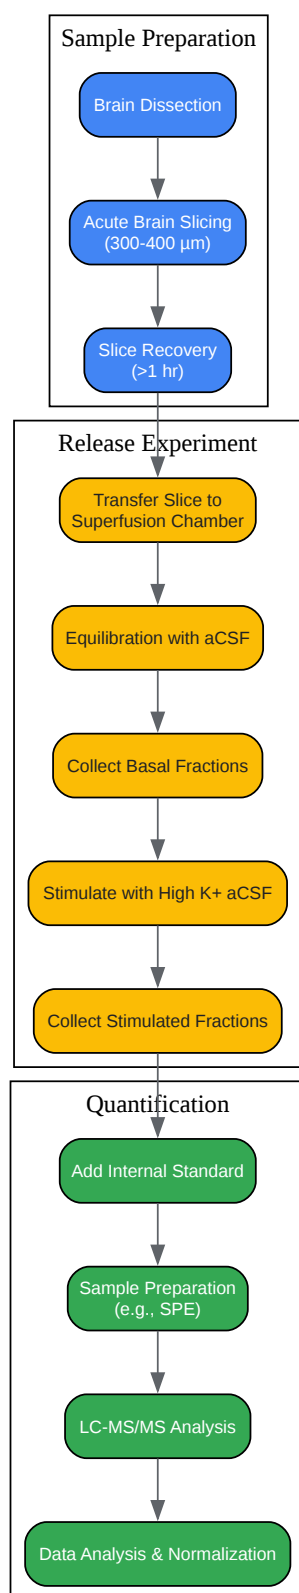 Sample Preparation
Brain Dissection
Acute Brain Slicing
(300-400 µm)
Slice Recovery
(>1 hr)
Release Experiment
Transfer Slice to
Superfusion Chamber
Equilibration with aCSF
Collect Basal Fractions
Stimulate with High K+ aCSF
Collect Stimulated Fractions
Quantification
Add Internal Standard
Sample Preparation
(e.g., SPE)
LC-MS/MS Analysis
Data Analysis & Normalization